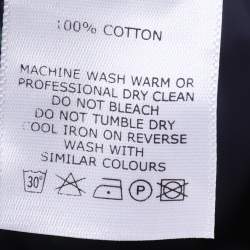 100% COTTON
MACHINE WASH WARM OR
PROFESSIONAL DRY CLEAN
DO NOT BLEACH
DO NOT TUMBLE DRY
COOL IRON ON REVERSE
WASH WITH
SIMILAR COLOURS
30° P